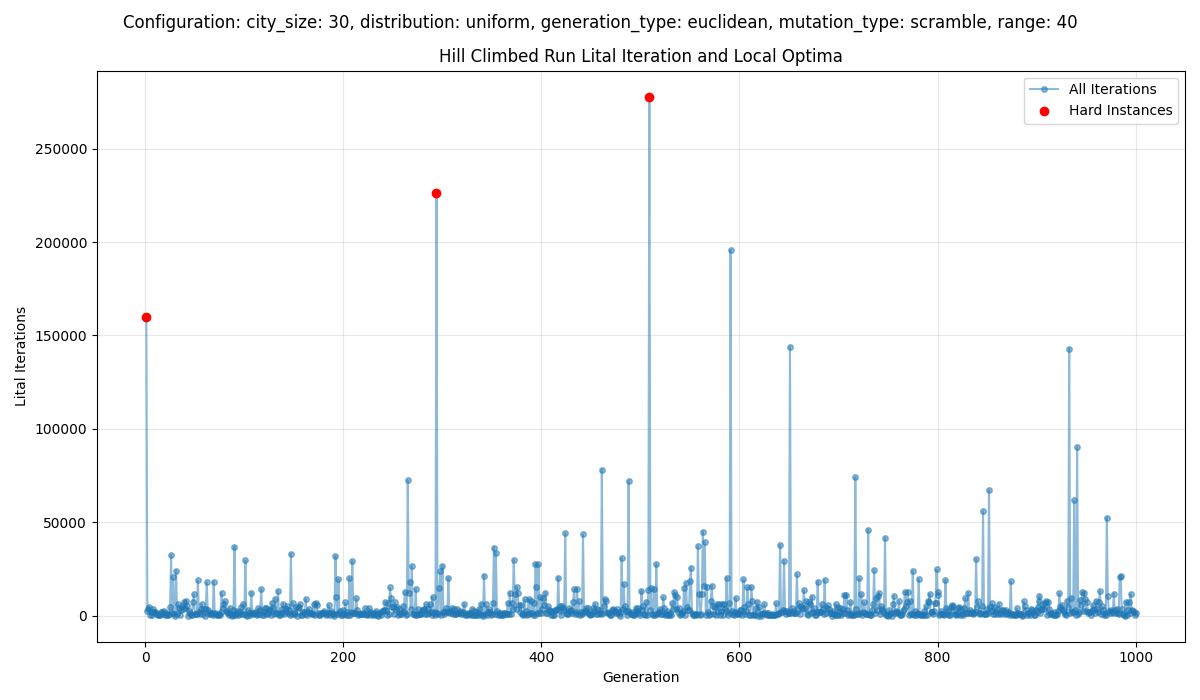 Configuration: city_size: 30, distribution: uniform, generation_type: euclidean, mutation_type: scramble, range: 40
Hill Climbed Run Lital Iteration and Local Optima
All Iterations
Hard Instances
Lital Iterations
250000
200000
150000
100000
50000
0
0 200 400 600 800 1000
Generation